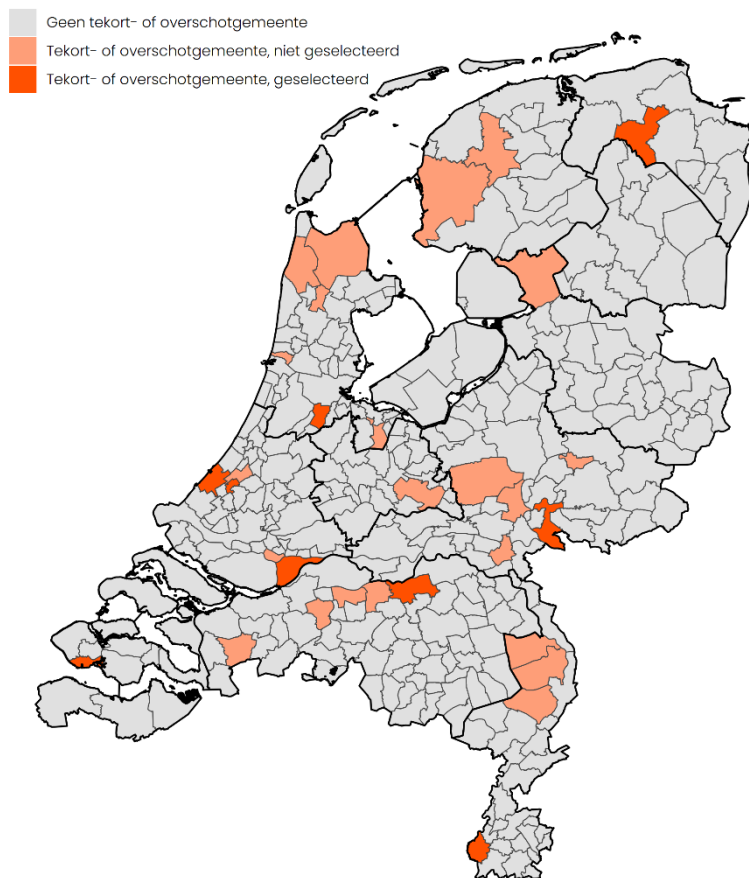 Geen tekort- of overschotgemeente
Tekort- of overschotgemeente, niet geselecteerd
Tekort- of overschotgemeente, geselecteerd